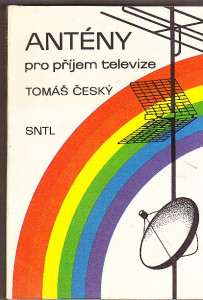 ANTÉNY
pro příjem televize
TOMÁŠ ČESKÝ
SNTL